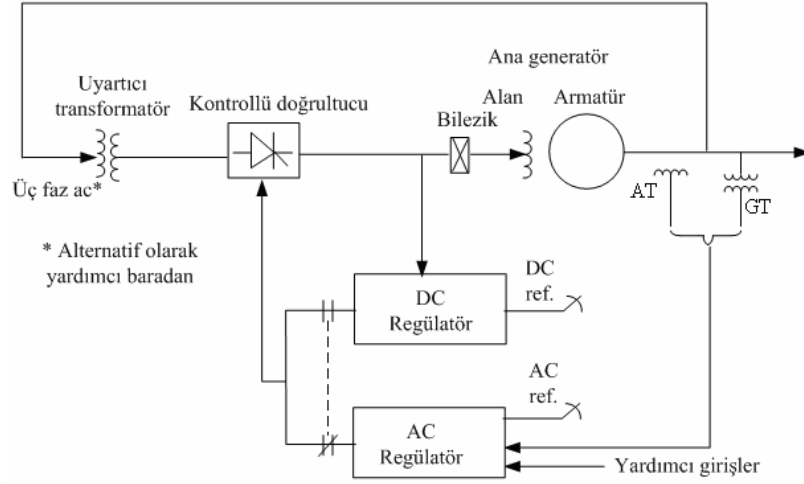 Ana generatör
Uyartıcı
transformatör
Kontrollü doğrultucu
Alan
Armatür
Bilezik
Üç faz ac*
AT
GT
* Alternatif olarak
yardımcı baradan
DC
Regülatör
DC
ref.
AC
ref.
AC
Regülatör
Yardımcı girişler